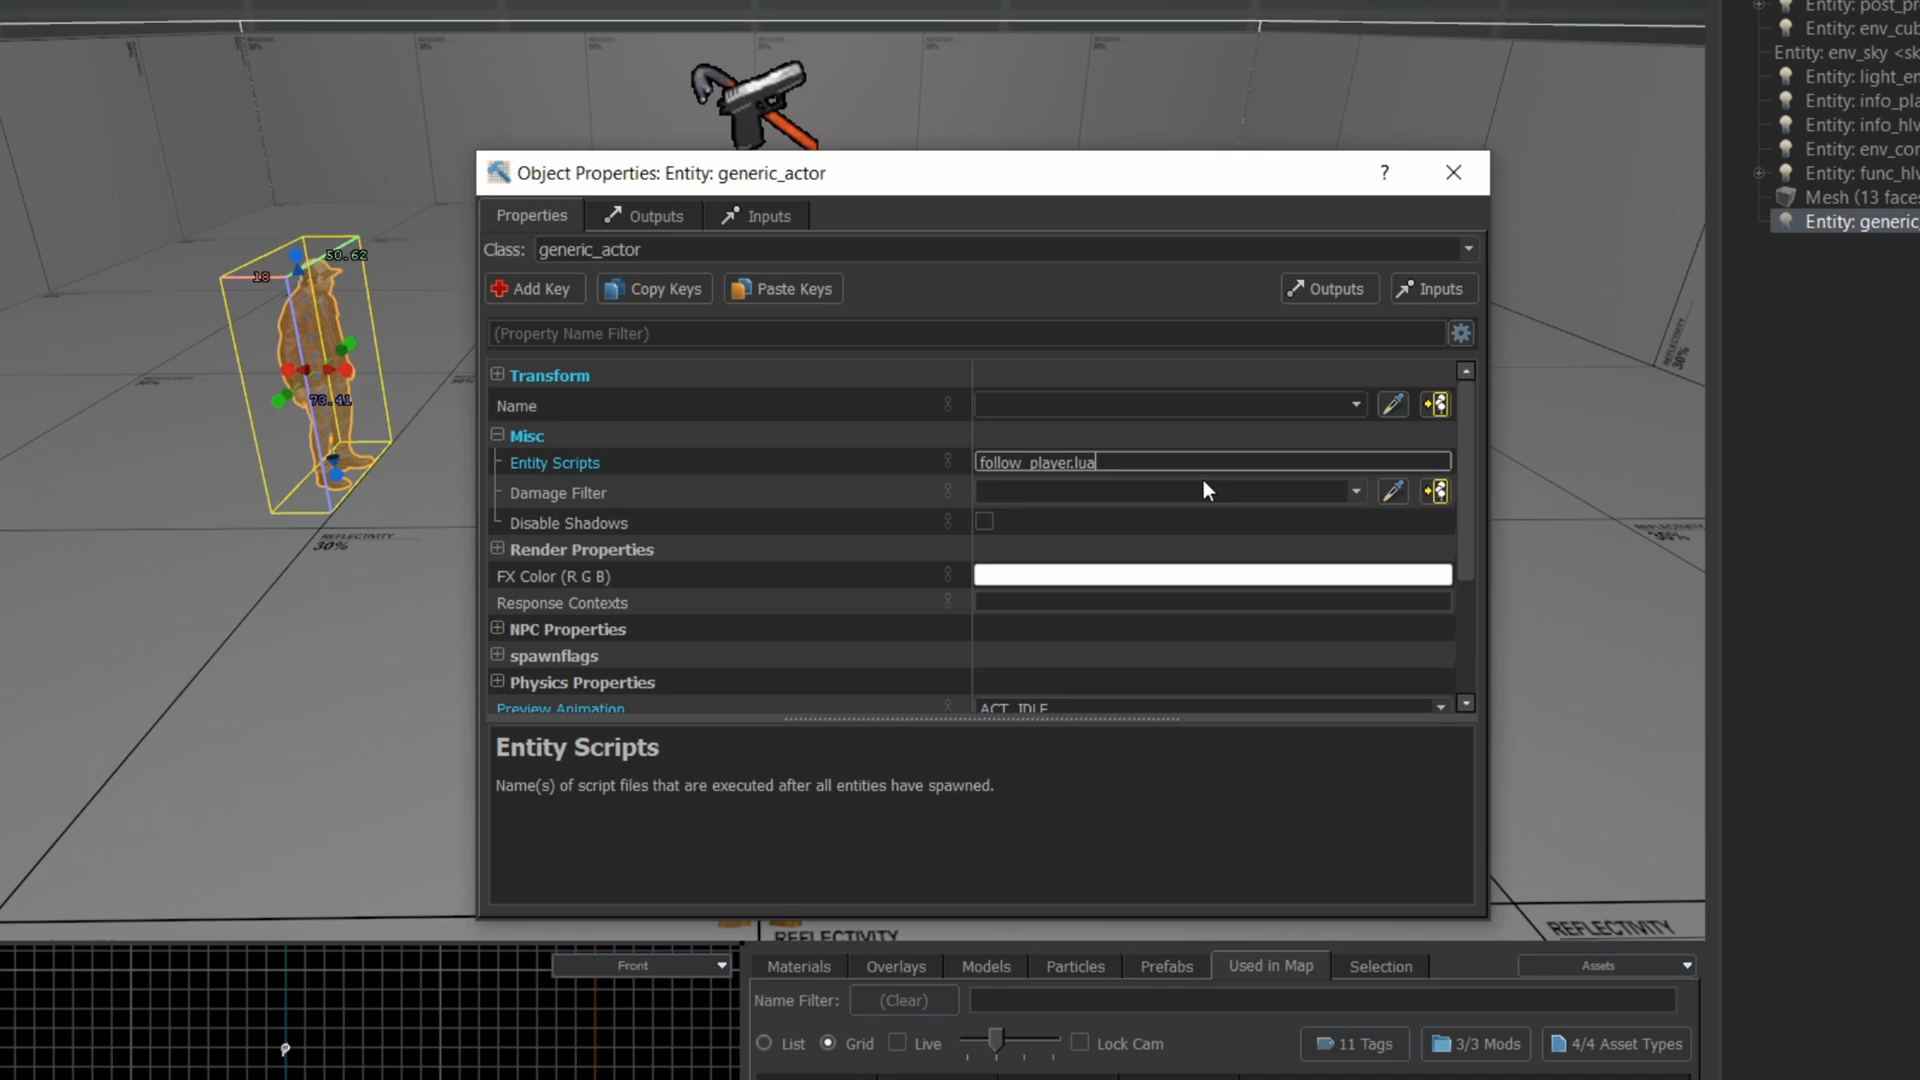 Entity: post_pr
Entity: env_cub
Entity: env_sky <sk
Entity: light_en
Entity: info_pla
Entity: info_hlv
Entity: env_cor
Entity: func_hlv
Mesh (13 faces
Entity: generic_
50.62
18
73.41
30%
REFLECTIVITY
30%
Object Properties: Entity: generic_actor
?
Properties
Outputs
Inputs
Class: generic_actor
Add Key
Copy Keys
Paste Keys
Outputs
Inputs
(Property Name Filter)
Transform
Name
Misc
Entity Scripts
follow_player.lua
Damage Filter
Disable Shadows
Render Properties
FX Color (R G B)
Response Contexts
NPC Properties
spawnflags
Physics Properties
Preview Animation
ACT_IDLE
Entity Scripts
Name(s) of script files that are executed after all entities have spawned.
REFLECTIVITY
REFLECTIVITY
Front
Materials
Overlays
Models
Particles
Prefabs
Used in Map
Selection
Assets
Name Filter:
(Clear)
List
Grid
Live
Lock Cam
11 Tags
3/3 Mods
4/4 Asset Types